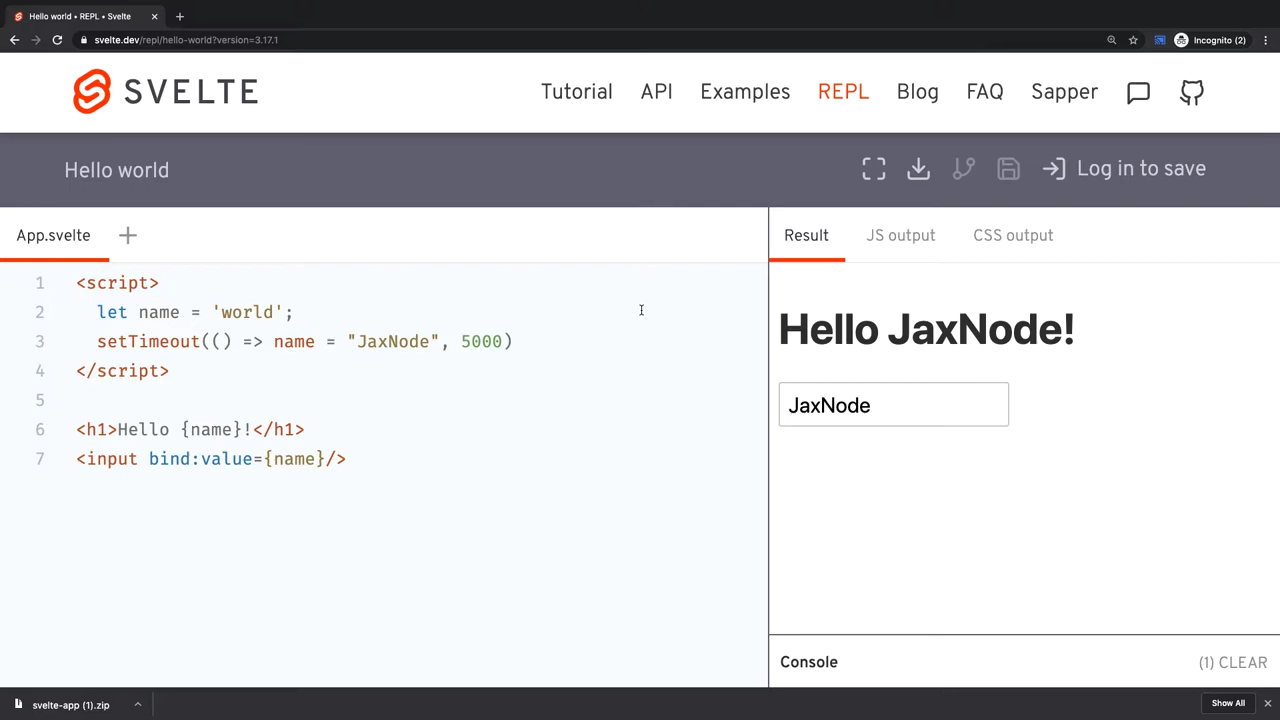 Hello world • REPL • Svelte
svelte.dev/repl/hello-world?version=3.17.1
Incognito (2)
SVELTE
Tutorial API Examples REPL Blog FAQ Sapper
Hello world
Log in to save
App.svelte
Result JS output CSS output
1 <script>
2 let name = 'world';
3 setTimeout(() => name = "JaxNode", 5000)
4 </script>
5
6 <h1>Hello {name}!</h1>
7 <input bind:value={name}/>
Hello JaxNode!
JaxNode
Console (1) CLEAR
svelte-app (1).zip
Show All